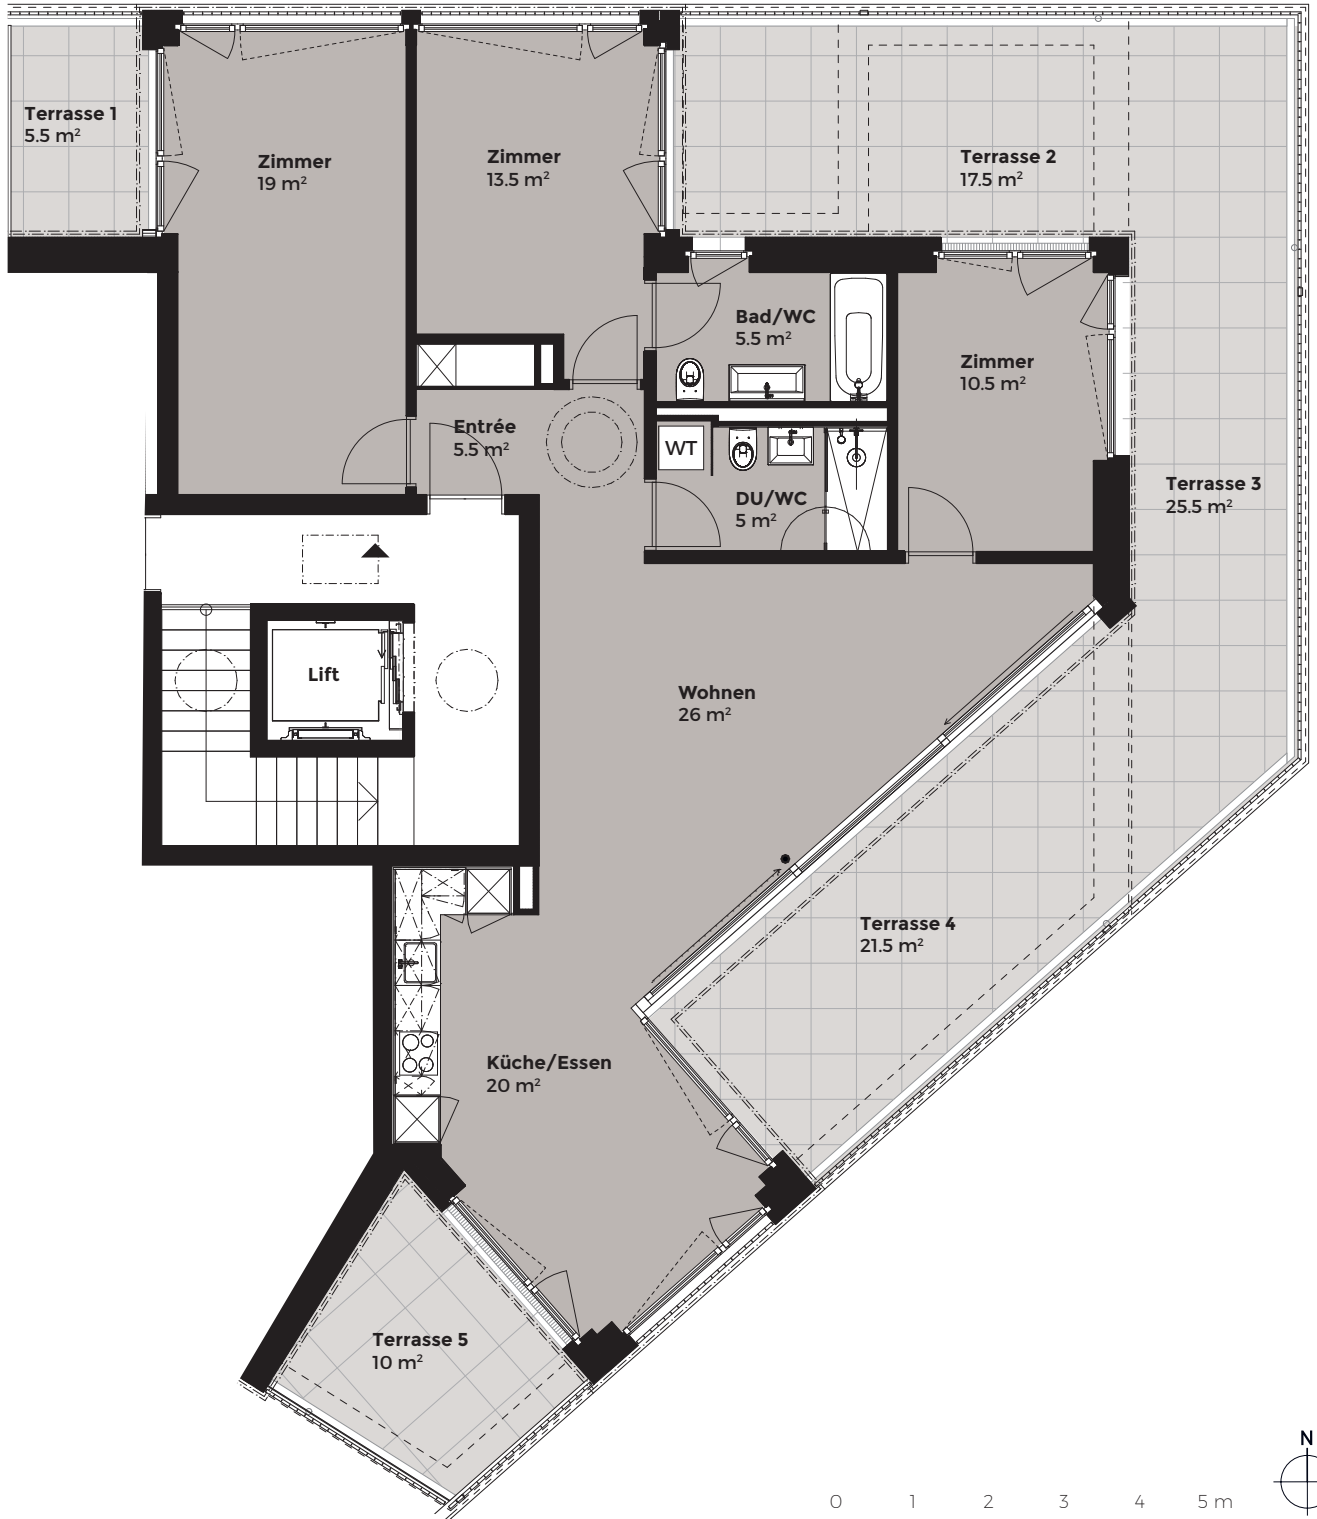 Terrasse 1
5.5 m²
Zimmer
19 m²
Zimmer
13.5 m²
Terrasse 2
17.5 m²
Bad/WC
5.5 m²
Zimmer
10.5 m²
Entrée
5.5 m²
WT
DU/WC
5 m²
Terrasse 3
25.5 m²
Lift
Wohnen
26 m²
Terrasse 4
21.5 m²
Küche/Essen
20 m²
Terrasse 5
10 m²
N
0 1 2 3 4 5 m